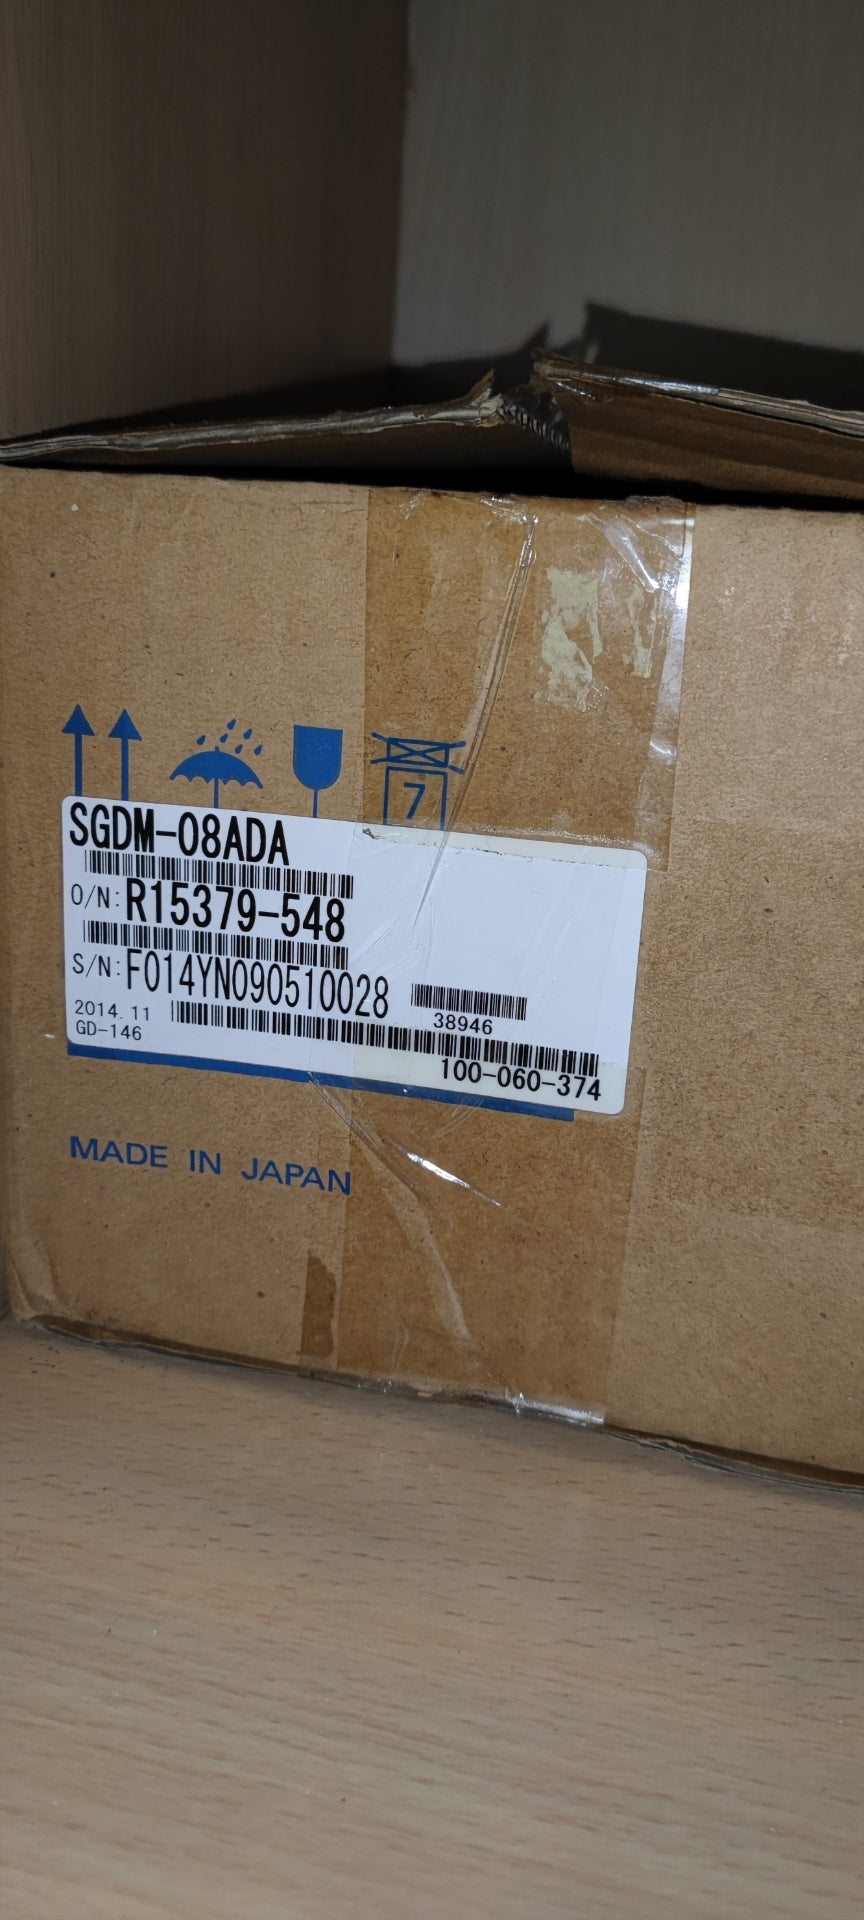 7
SGDM-08ADA
O/N: R15379-548
S/N: F014YN090510028
38946
2014.11
GD-146
100-060-374
MADE IN JAPAN